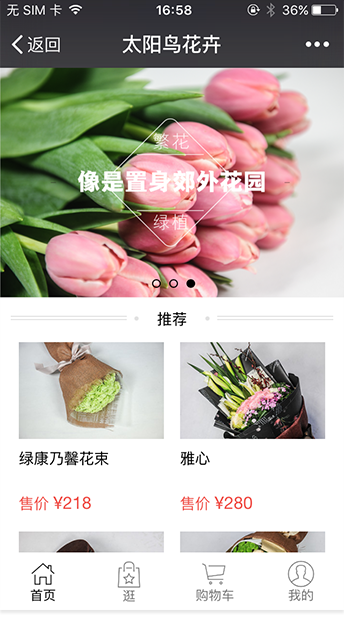 无 SIM 卡 16:58 36%
返回 太阳鸟花卉
繁花
像是置身郊外花园
绿植
推荐
绿康乃馨花束 雅心
售价 ¥218 售价 ¥280
首页 逛 购物车 我的